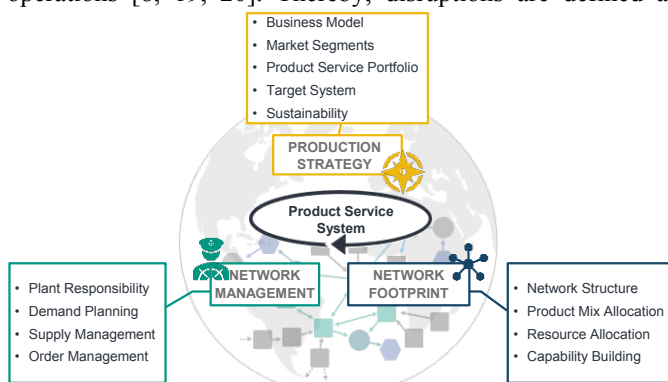 operations [6, 19, 20]. Thereby, disruptions are defined a
• Business Model
• Market Segments
• Product Service Portfolio
• Target System
• Sustainability
PRODUCTION
STRATEGY
Product Service
System
NETWORK
MANAGEMENT
NETWORK
FOOTPRINT
• Plant Responsibility
• Demand Planning
• Supply Management
• Order Management
• Network Structure
• Product Mix Allocation
• Resource Allocation
• Capability Building